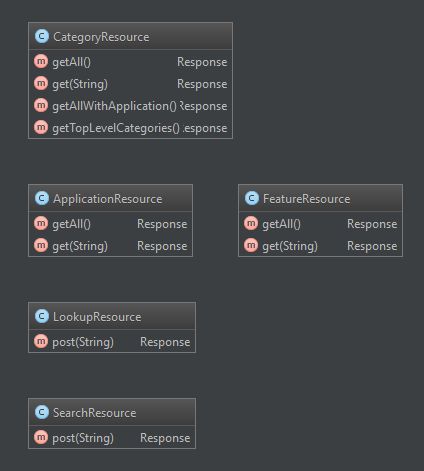 C CategoryResource
m getAll() Response
m get(String) Response
m getAllWithApplication() Response
m getTopLevelCategories() .esponse
C ApplicationResource
m getAll() Response
m get(String) Response
C FeatureResource
m getAll() Response
m get(String) Response
C LookupResource
m post(String) Response
C SearchResource
m post(String) Response